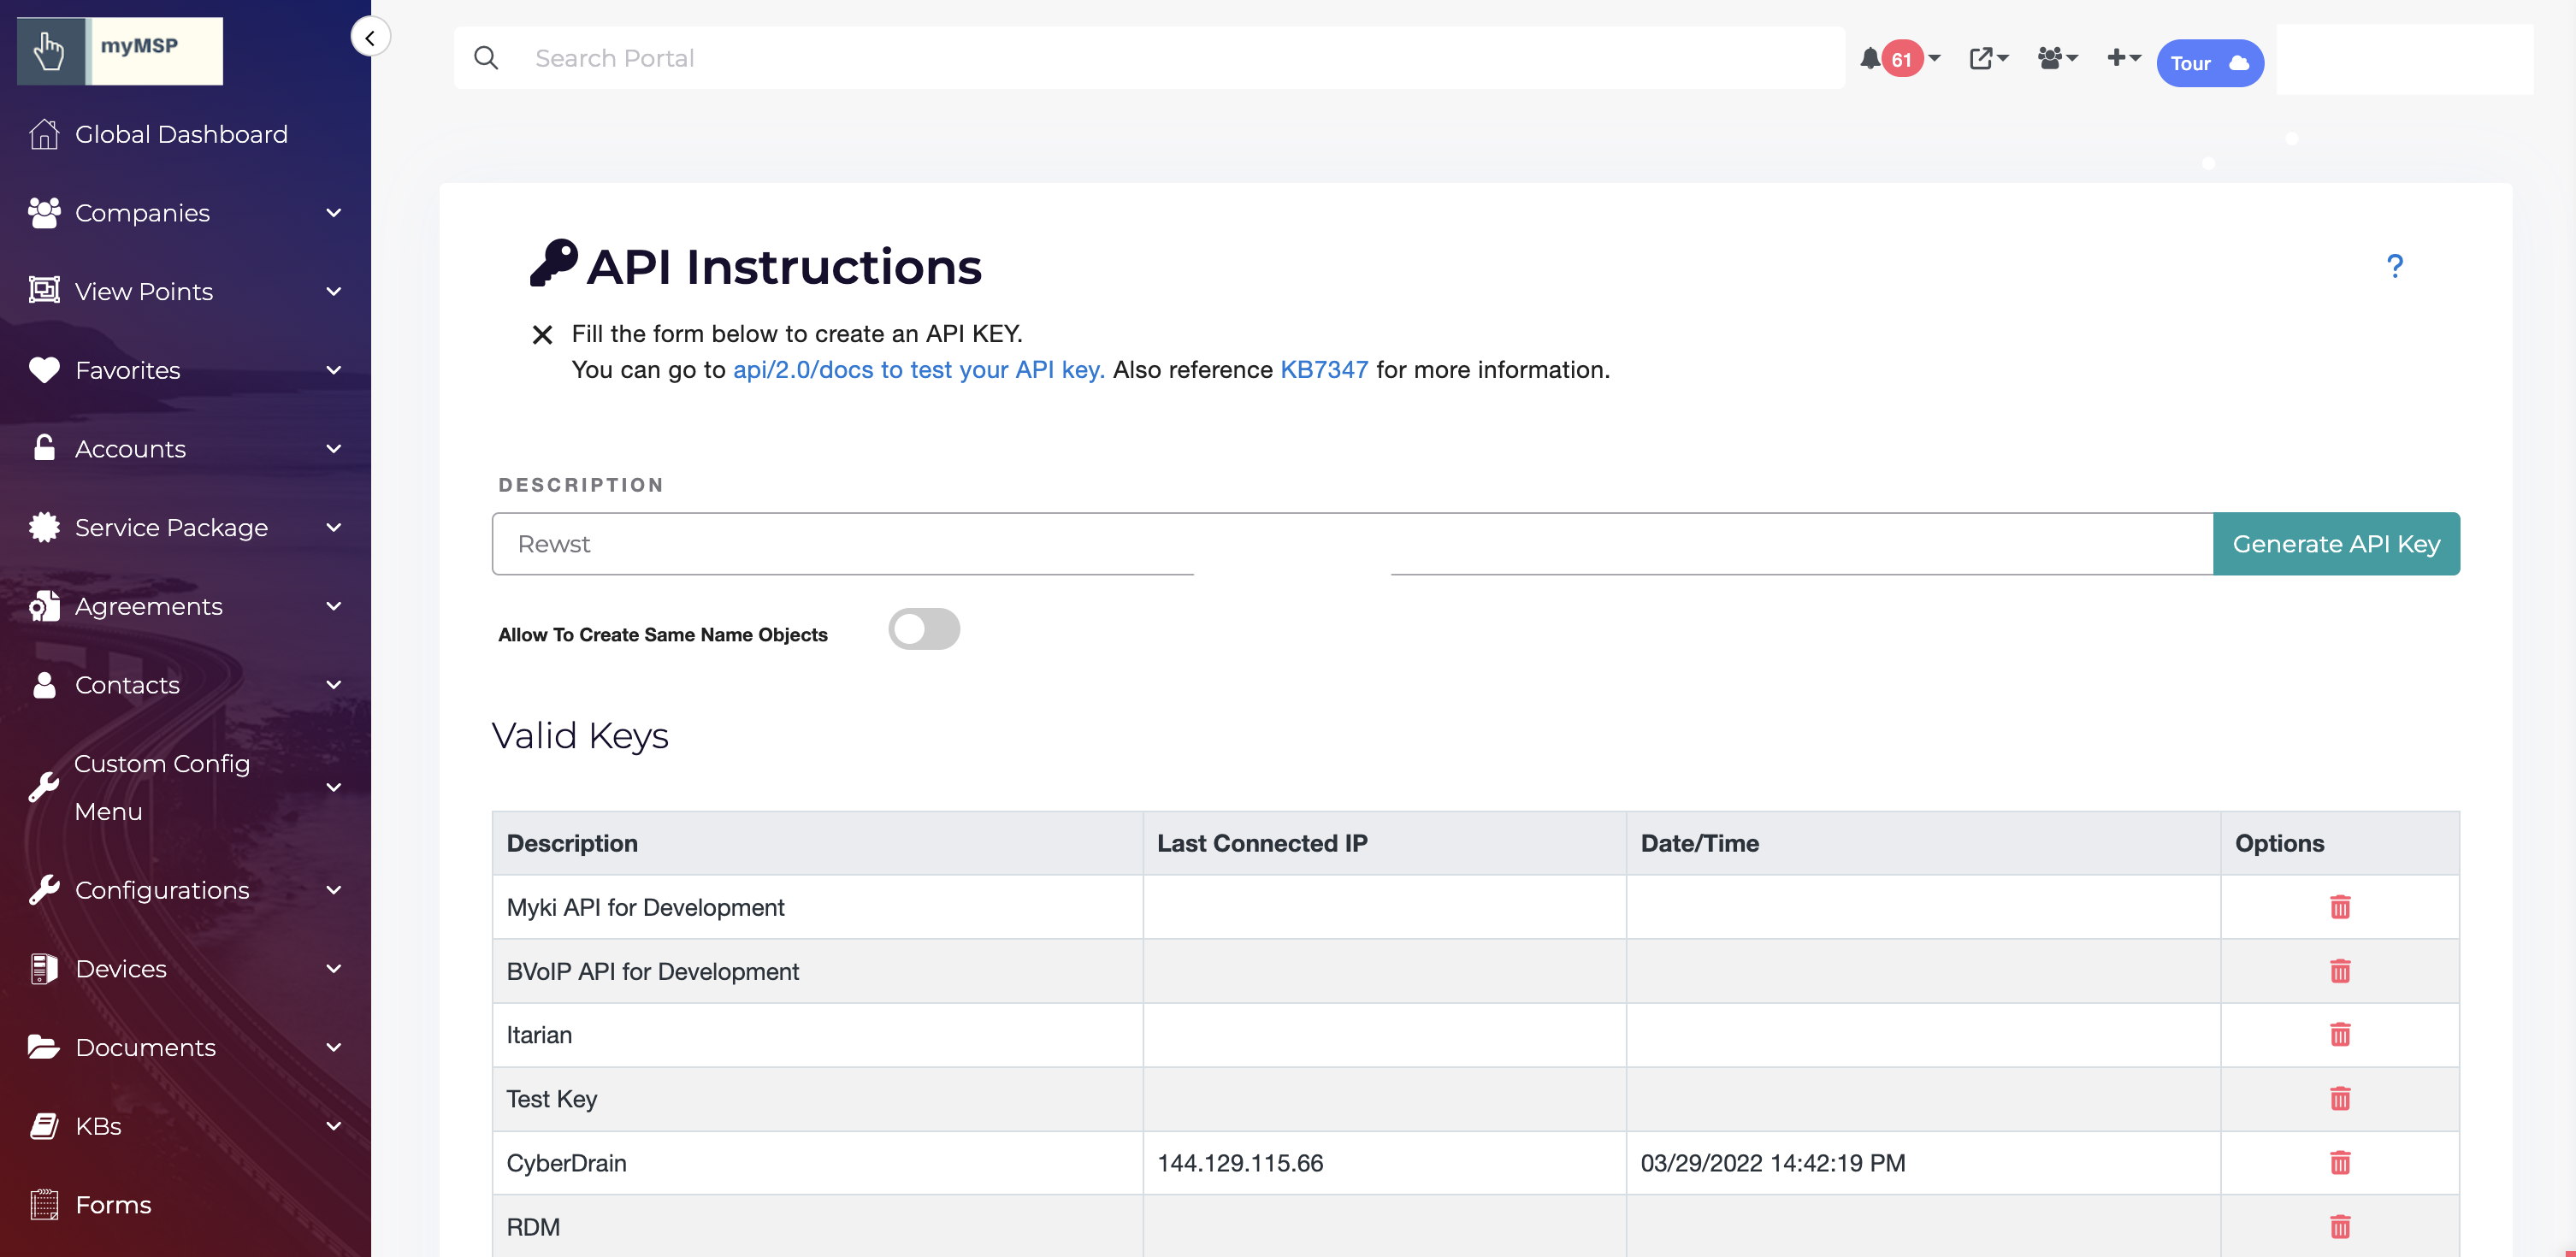 myMSP
Search Portal
61
Tour
Global Dashboard
Companies
View Points
Favorites
Accounts
Service Package
Agreements
Contacts
Custom Config
Menu
Configurations
Devices
Documents
KBs
Forms
API Instructions
?
Fill the form below to create an API KEY.
You can go to api/2.0/docs to test your API key. Also reference KB7347 for more information.
DESCRIPTION
Rewst
Generate API Key
Allow To Create Same Name Objects
Valid Keys
Description Last Connected IP Date/Time Options
Myki API for Development
BVoIP API for Development
Itarian
Test Key
CyberDrain 144.129.115.66 03/29/2022 14:42:19 PM
RDM